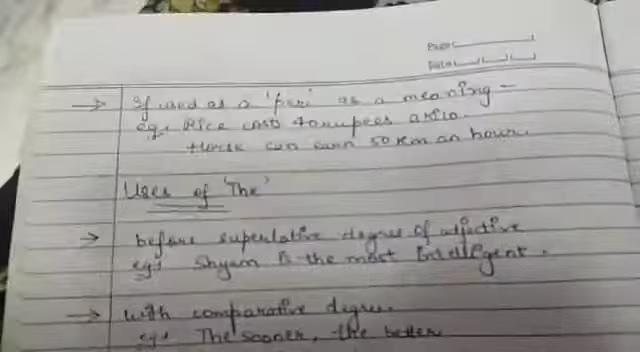 Page:
Date:
→ If used as a 'per' as a meaning -
eg: Rice costs 40 rupees a kilo.
Horse can run 50 km an hour.
Uses of 'The'
→ before superlative degree of adjective
eg: Shyam is the most Intelligent.
→ with comparative degree.
eg: The sooner, the better